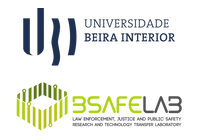 UNIVERSIDADE
BEIRA INTERIOR
BSAFELAB
LAW ENFORCEMENT, JUSTICE AND PUBLIC SAFETY
RESEARCH AND TECHNOLOGY TRANSFER LABORATORY